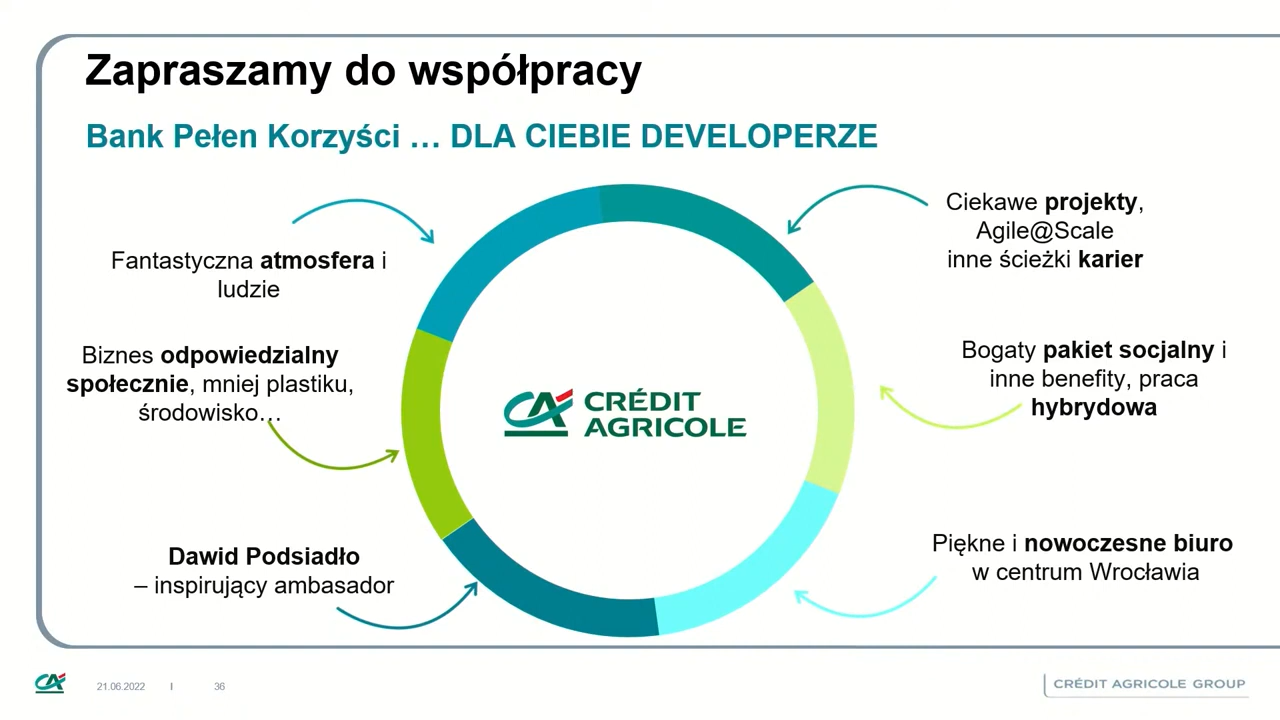 Zapraszamy do współpracy
Bank Pełen Korzyści … DLA CIEBIE DEVELOPERZE
Fantastyczna atmosfera i
ludzie
Biznes odpowiedzialny
społecznie, mniej plastiku,
środowisko…
Dawid Podsiadło
– inspirujący ambasador
CRÉDIT
AGRICOLE
Ciekawe projekty,
Agile@Scale
inne ścieżki karier
Bogaty pakiet socjalny i
inne benefity, praca
hybrydowa
Piękne i nowoczesne biuro
w centrum Wrocławia
21.06.2022 I 36
CRÉDIT AGRICOLE GROUP